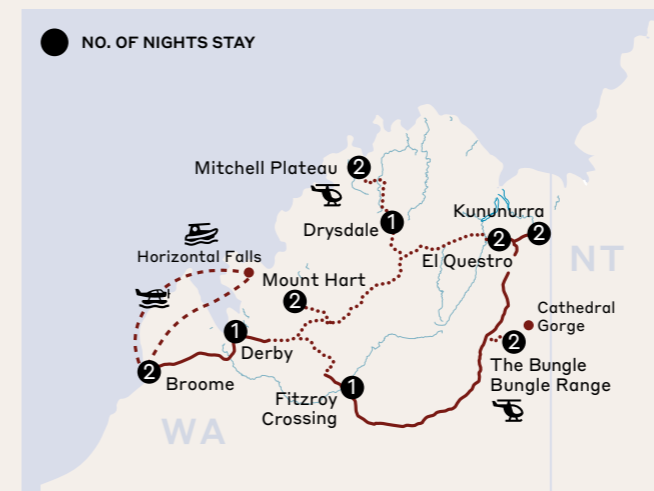 NO. OF NIGHTS STAY
Mitchell Plateau
2
Drysdale
1
Kununurra
2
2
El Questro
NT
Horizontal Falls
Mount Hart
2
Cathedral
Gorge
1
Derby
2
The Bungle
Bungle Range
2
Broome
Fitzroy
Crossing
1
WA